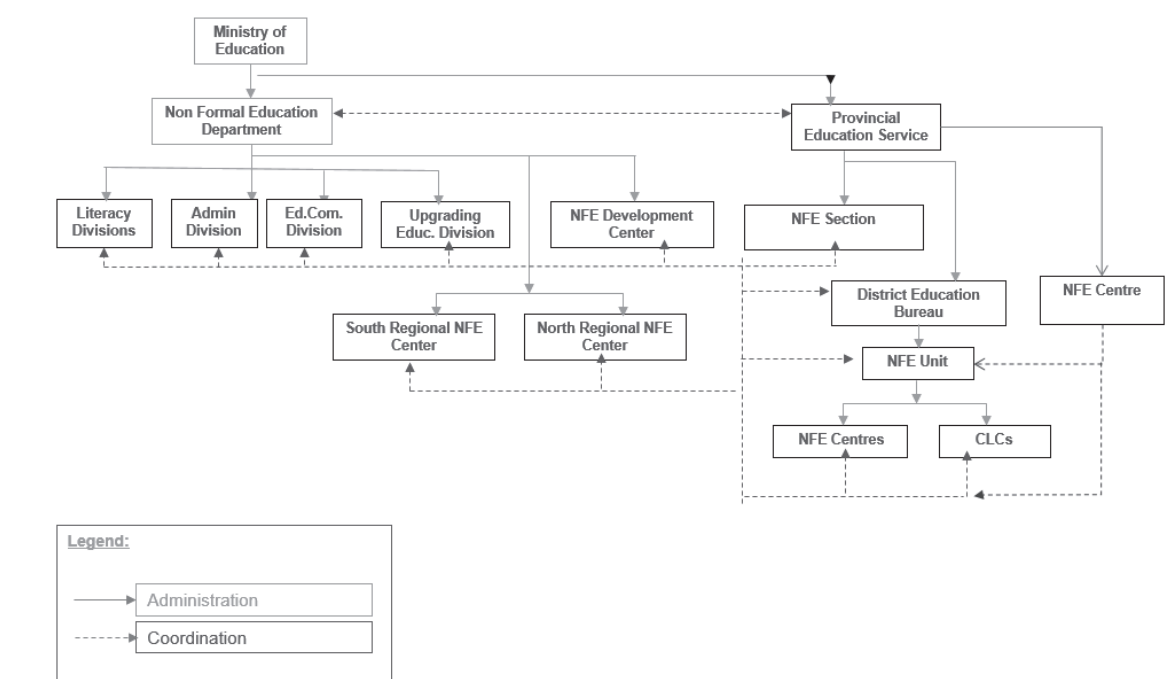 Ministry of
Education
Non Formal Education
Department
Provincial
Education Service
Literacy
Divisions
Admin
Division
Ed.Com.
Division
Upgrading
Educ. Division
NFE Development
Center
NFE Section
District Education
Bureau
NFE Centre
South Regional NFE
Center
North Regional NFE
Center
NFE Unit
NFE Centres
CLCs
Legend:
Administration
Coordination